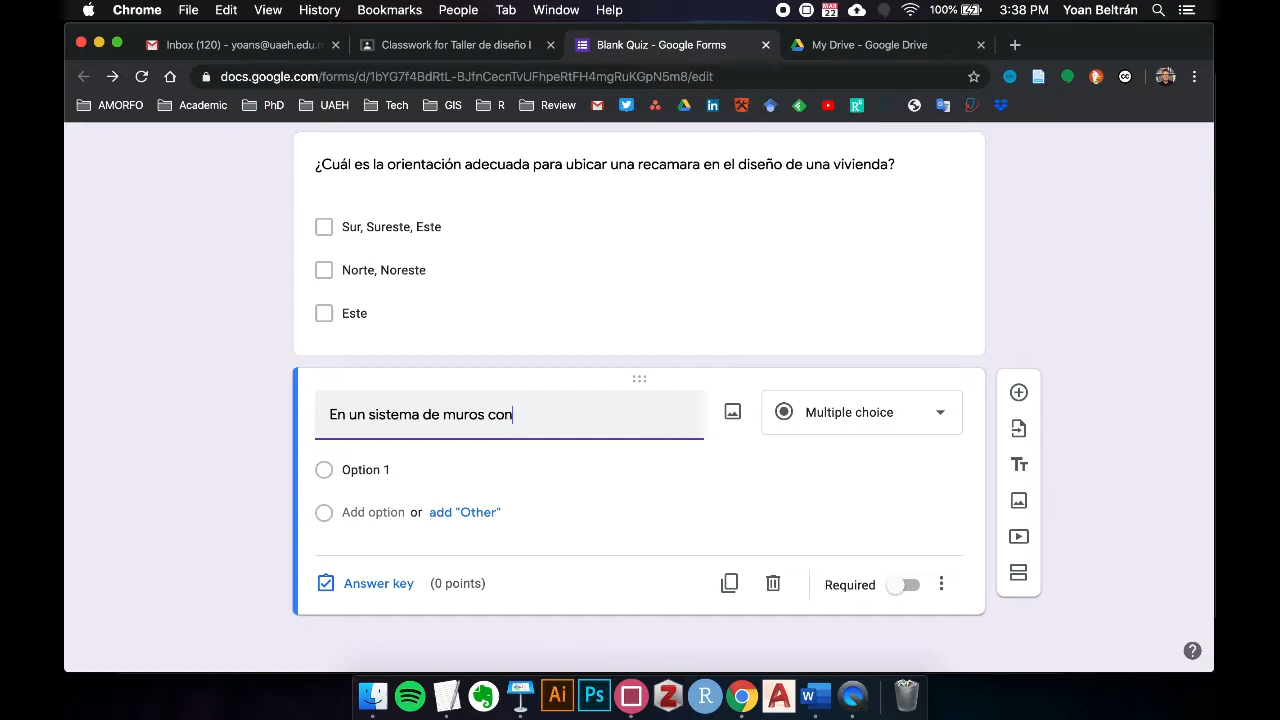 Chrome File Edit View History Bookmarks People Tab Window Help MAR 22 100% 3:38 PM Yoan Beltrán
Inbox (120) - yoans@uaeh.edu.m Classwork for Taller de diseño I Blank Quiz - Google Forms My Drive - Google Drive
docs.google.com/forms/d/1bYG7f4BdRtL-BJfnCecnTvUFhpeRtFH4mgRuKGpN5m8/edit
AMORFO Academic PhD UAEH Tech GIS R Review
¿Cuál es la orientación adecuada para ubicar una recamara en el diseño de una vivienda?
Sur, Sureste, Este
Norte, Noreste
Este
En un sistema de muros con
Multiple choice
Option 1
Add option or add "Other"
Answer key (0 points)
Required
Ai Ps Z R A W